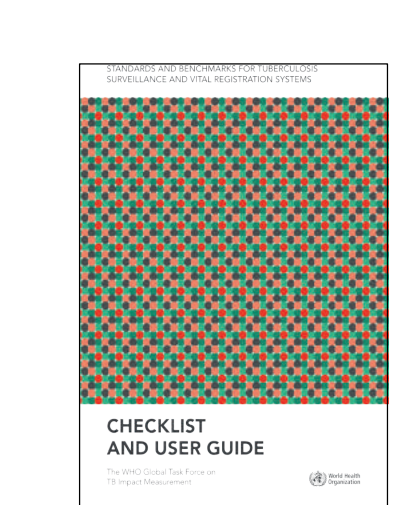 STANDARDS AND BENCHMARKS FOR TUBERCULOSIS
SURVEILLANCE AND VITAL REGISTRATION SYSTEMS
CHECKLIST
AND USER GUIDE
The WHO Global Task Force on
TB Impact Measurement
World Health
Organization